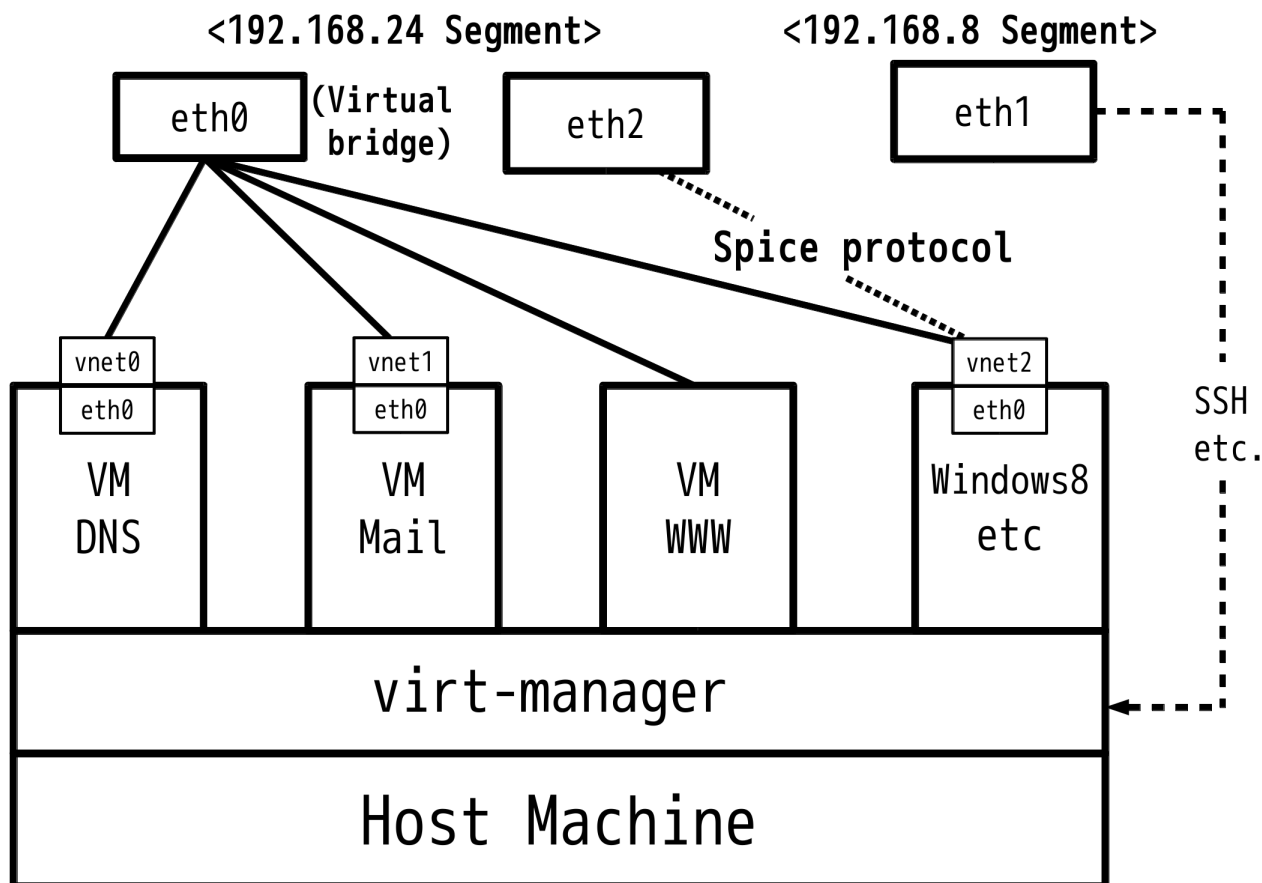 <192.168.24 Segment>
<192.168.8 Segment>
eth0
(Virtual
bridge)
eth2
eth1
Spice protocol
vnet0
eth0
vnet1
eth0
vnet2
eth0
SSH
etc.
VM
DNS
VM
Mail
VM
WWW
Windows8
etc
virt-manager
Host Machine